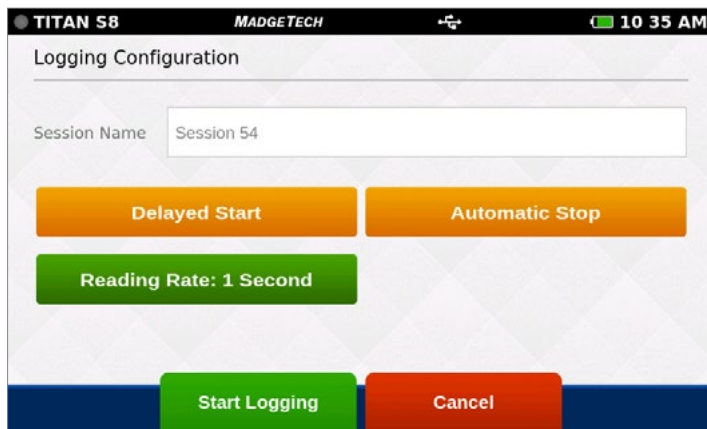 TITAN S8 MADGETECH 10 35 AM
Logging Configuration
Session Name Session 54
Delayed Start Automatic Stop
Reading Rate: 1 Second
Start Logging Cancel